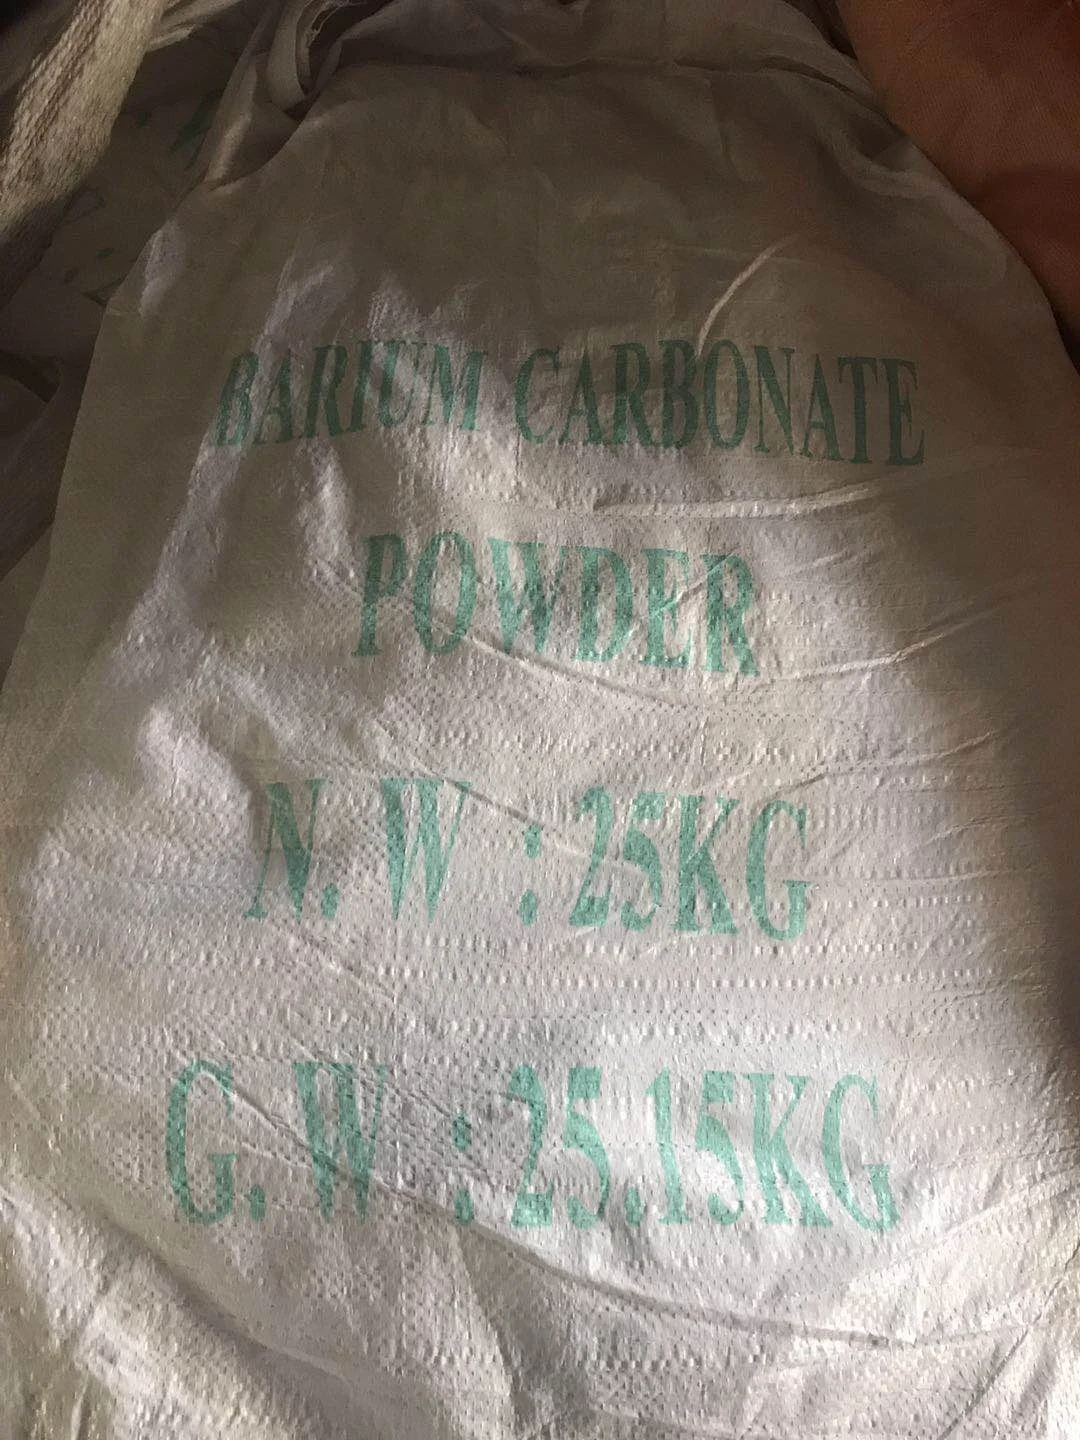 BARIUM CARBONATE
POWDER
N.W:25KG
G.W:25.15KG